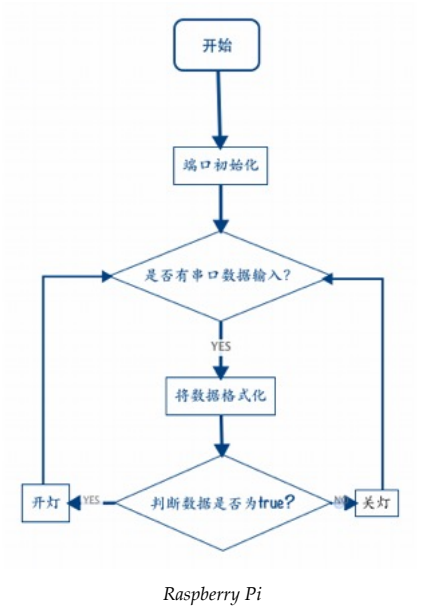 开始
端口初始化
是否有串口数据输入?
YES
将数据格式化
判断数据是否为true?
开灯
YES
NO
关灯
Raspberry Pi